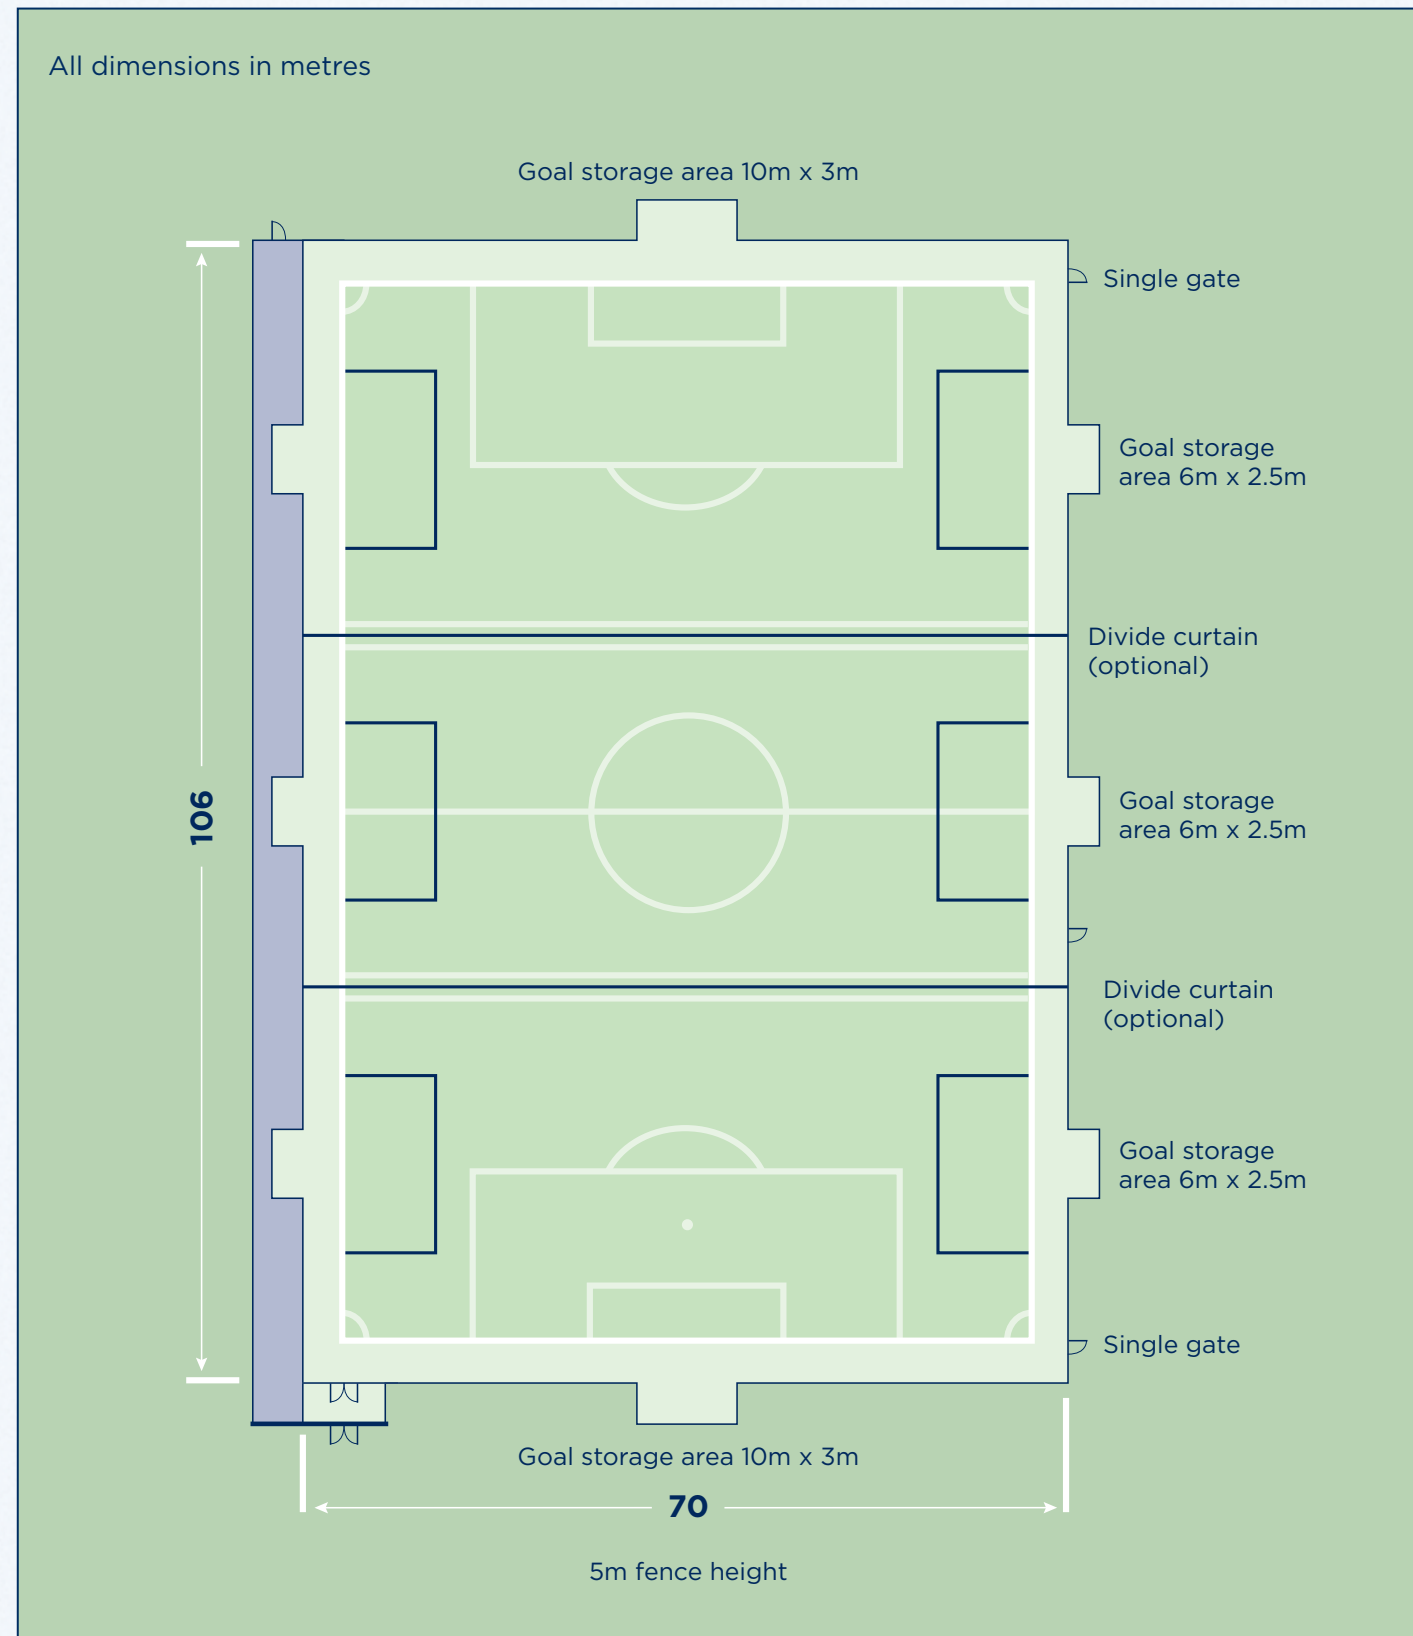 All dimensions in metres
Goal storage area 10m x 3m
Single gate
Goal storage
area 6m x 2.5m
Divide curtain
(optional)
106
Goal storage
area 6m x 2.5m
Divide curtain
(optional)
Goal storage
area 6m x 2.5m
Single gate
Goal storage area 10m x 3m
70
5m fence height